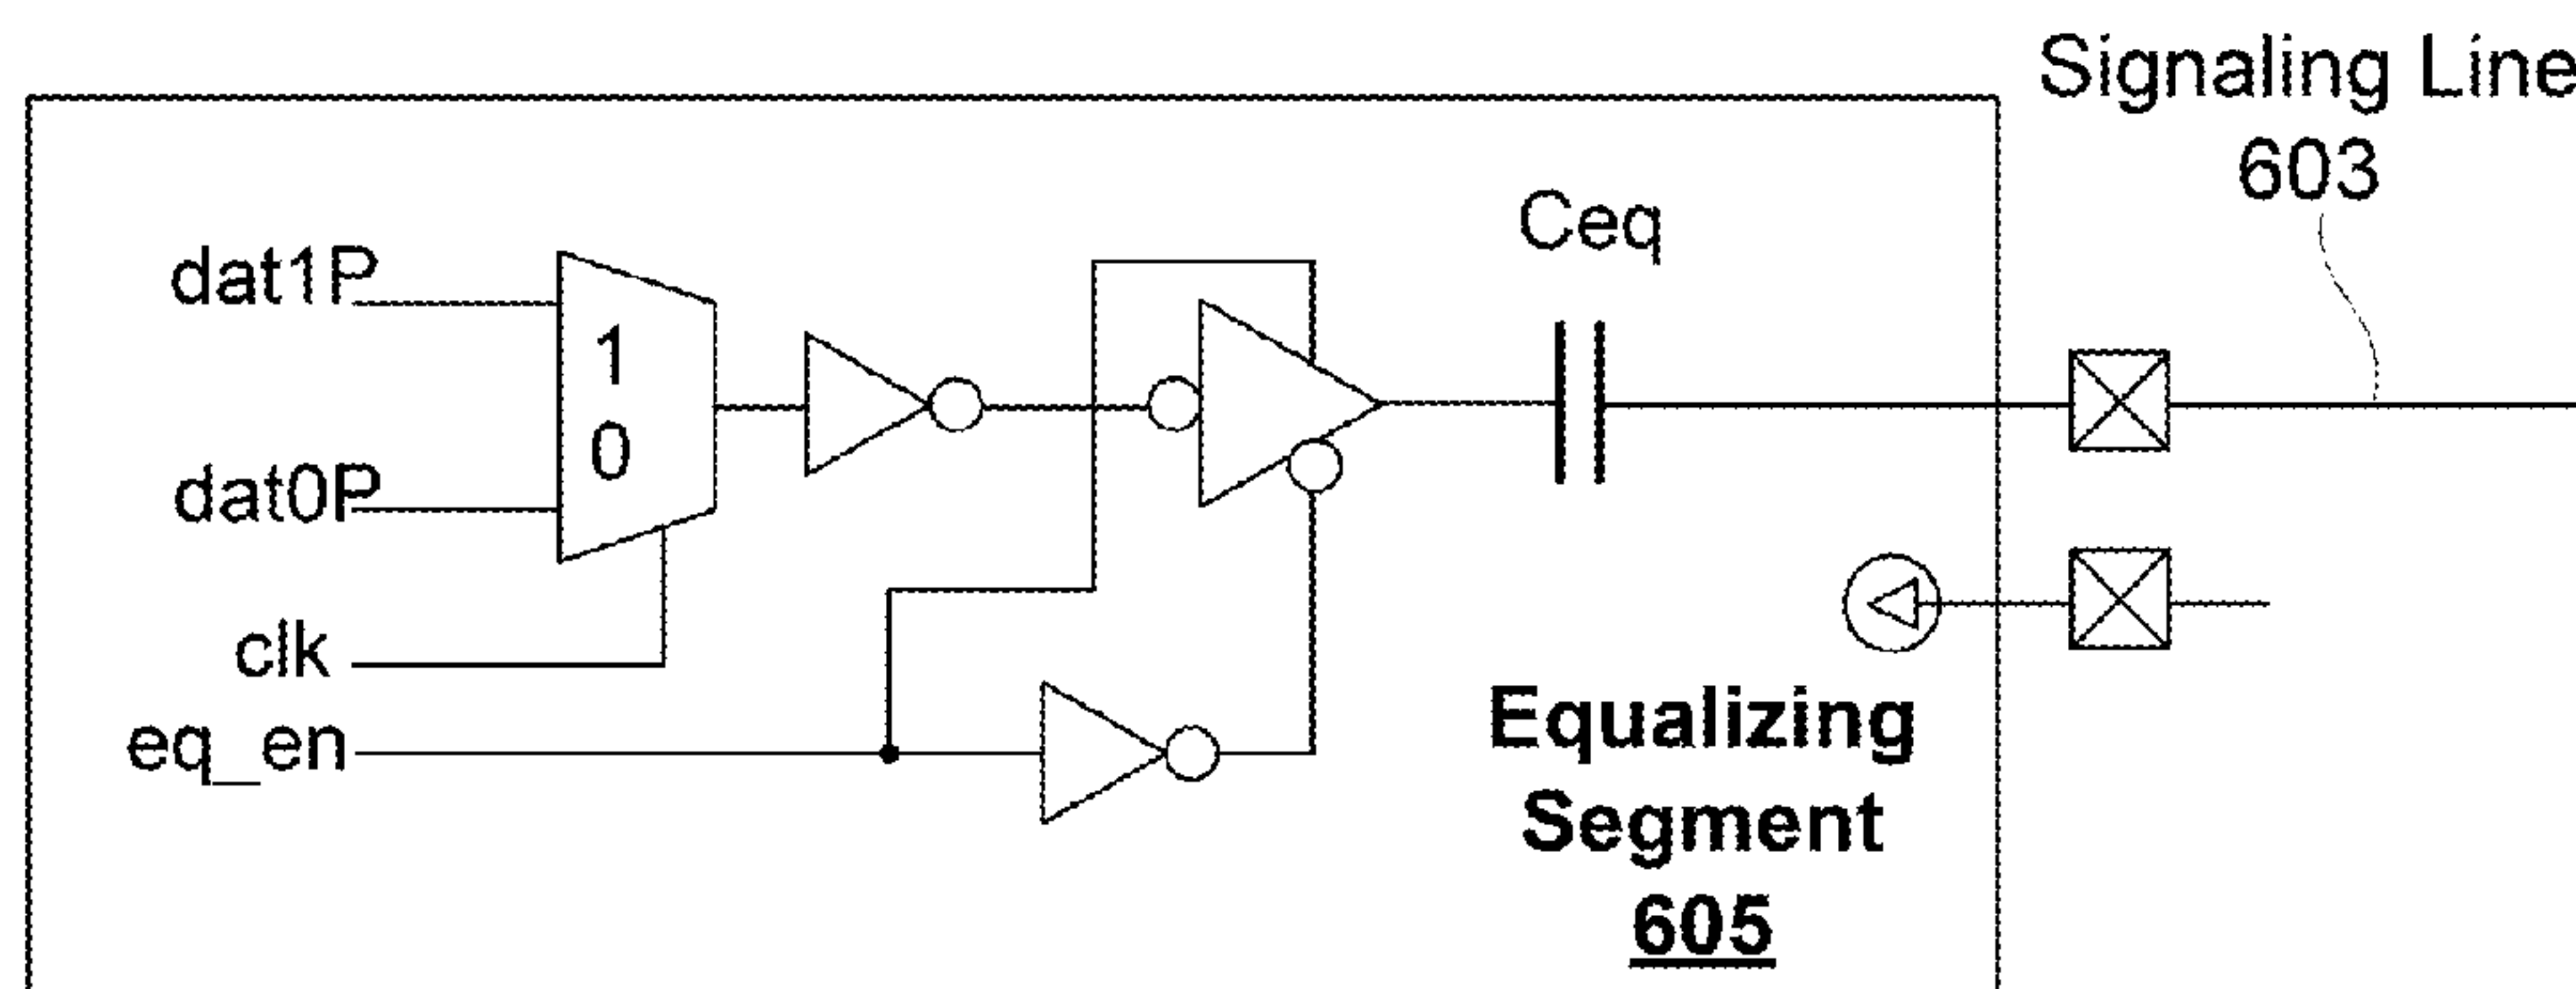 Signaling Line
603
Ceq
dat1P
1
0
dat0P
clk
eq_en
Equalizing
Segment
605